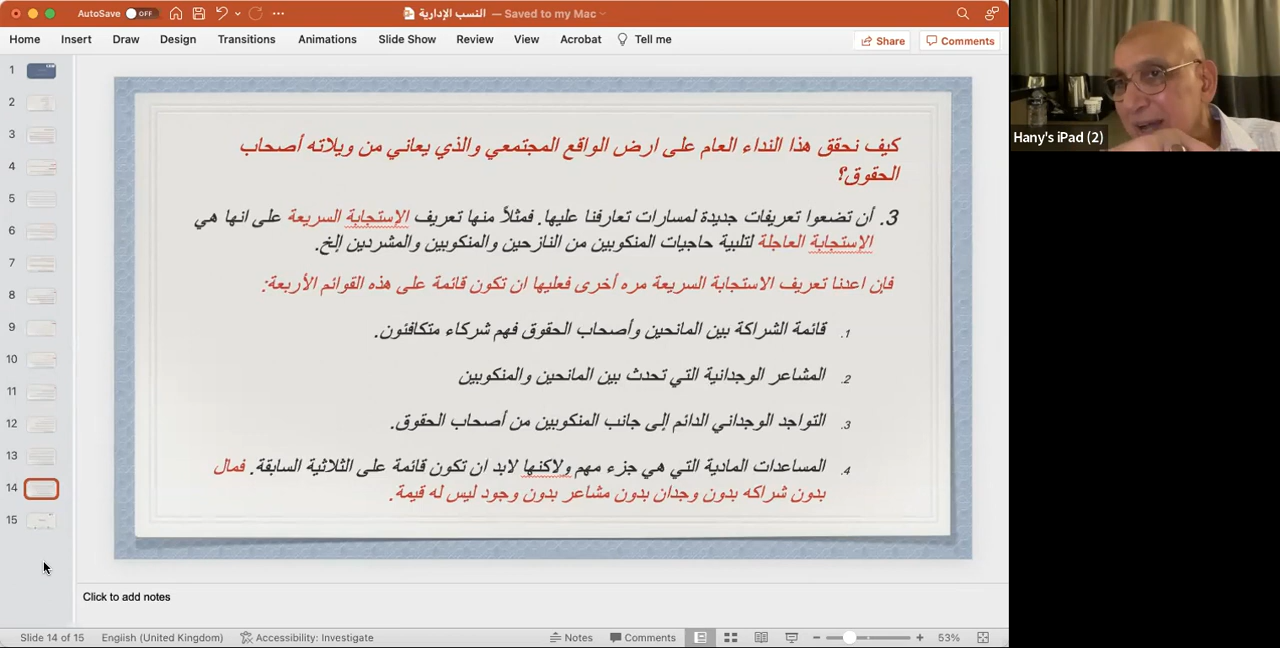 AutoSave OFF النسب الإدارية — Saved to my Mac
Home Insert Draw Design Transitions Animations Slide Show Review View Acrobat Tell me Share Comments
Hany's iPad (2)
1
2
3
4
5
6
7
8
9
10
11
12
13
14
15
كيف نحقق هذا النداء العام على ارض الواقع المجتمعي والذي يعاني من ويلاته أصحاب
الحقوق؟
3. أن تضعوا تعريفات جديدة لمسارات تعارفنا عليها. فمثلاً منها تعريف الإستجابة السريعة على انها هي
الإستجابة العاجلة لتلبية حاجيات المنكوبين من النازحين والمنكوبين والمشردين إلخ.
فإن اعدنا تعريف الاستجابة السريعة مره أخرى فعليها ان تكون قائمة على هذه القوائم الأربعة:
1. قائمة الشراكة بين المانحين وأصحاب الحقوق فهم شركاء متكافئون.
2. المشاعر الوجدانية التي تحدث بين المانحين والمنكوبين
3. التواجد الوجداني الدائم إلى جانب المنكوبين من أصحاب الحقوق.
4. المساعدات المادية التي هي جزء مهم ولاكنها لابد ان تكون قائمة على الثلاثية السابقة. فمال
بدون شراكه بدون وجدان بدون مشاعر بدون وجود ليس له قيمة.
Click to add notes
Slide 14 of 15 English (United Kingdom) Accessibility: Investigate Notes Comments 53%